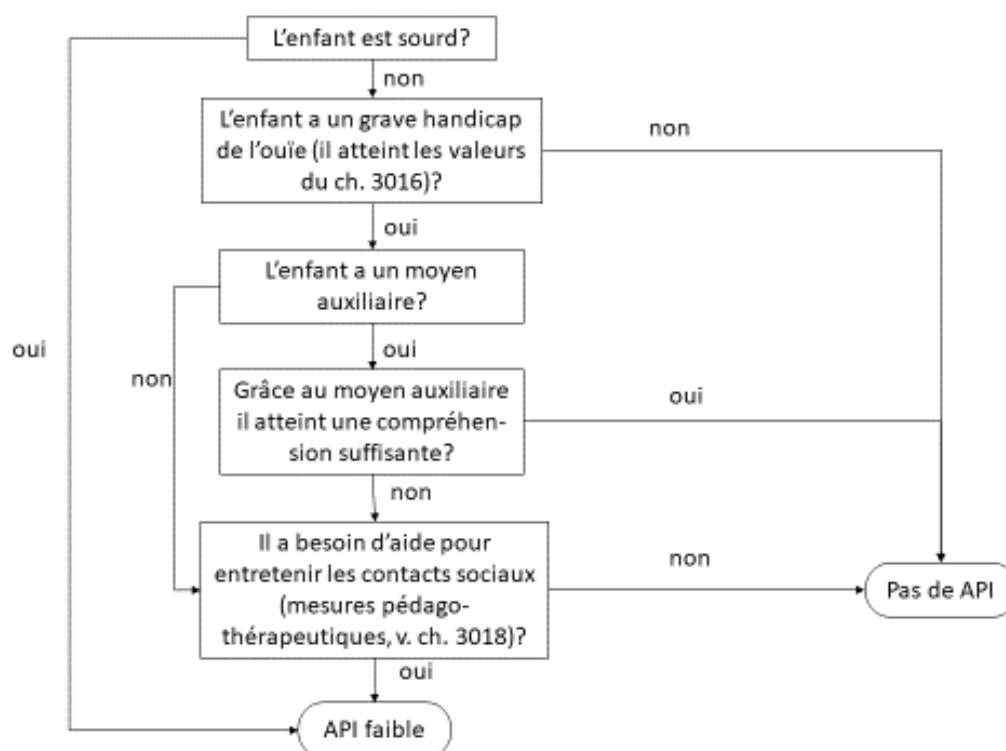 L'enfant est sourd?
non
L'enfant a un grave handicap
de l'ouïe (il atteint les valeurs
du ch. 3016)?
non
oui
L'enfant a un moyen
auxiliaire?
oui
oui
non
Grâce au moyen auxiliaire
il atteint une compréhen-
sion suffisante?
oui
non
Il a besoin d'aide pour
entretenir les contacts sociaux
(mesures pédago-
thérapeutiques, v. ch. 3018)?
non
Pas de API
oui
API faible